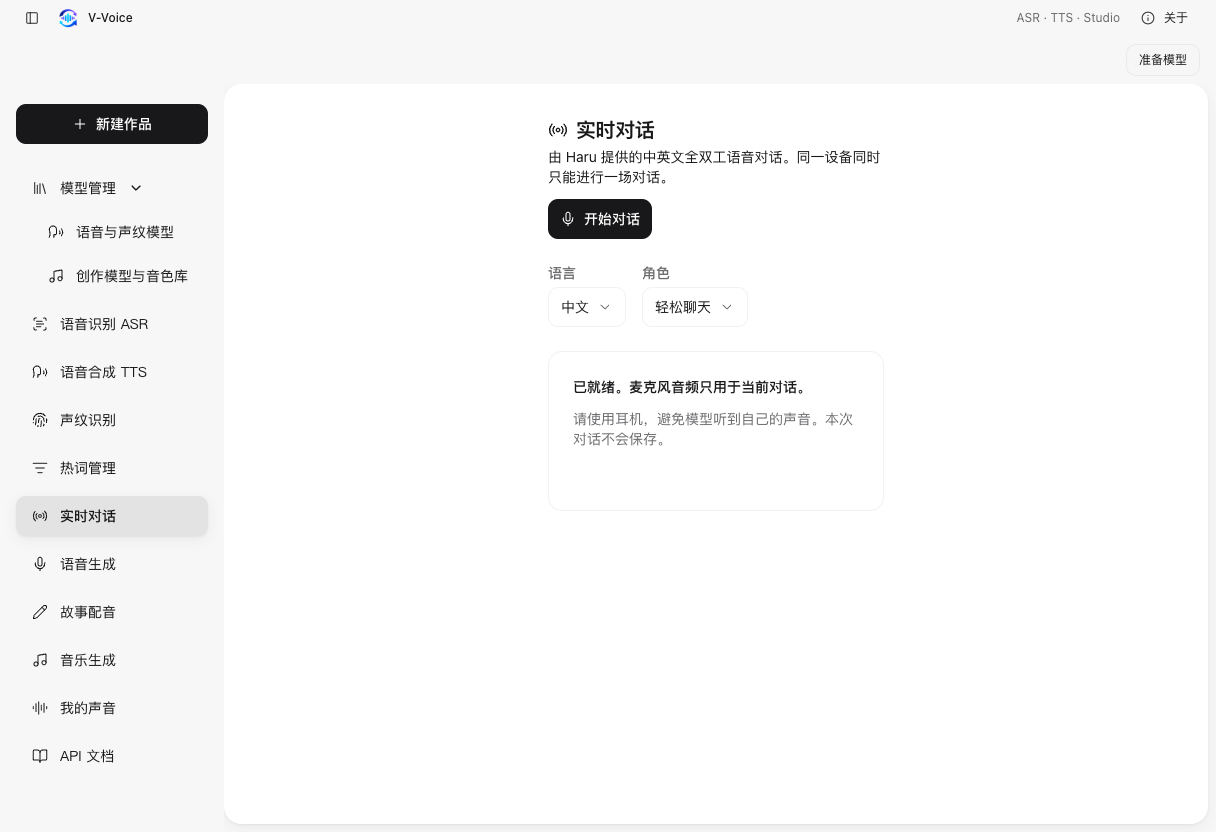 V-Voice
ASR · TTS · Studio
关于
准备模型
新建作品
模型管理
语音与声纹模型
创作模型与音色库
语音识别 ASR
语音合成 TTS
声纹识别
热词管理
实时对话
语音生成
故事配音
音乐生成
我的声音
API 文档
实时对话
由 Haru 提供的中英文全双工语音对话。同一设备同时
只能进行一场对话。
开始对话
语言
角色
中文
轻松聊天
已就绪。麦克风音频只用于当前对话。
请使用耳机，避免模型听到自己的声音。本次
对话不会保存。